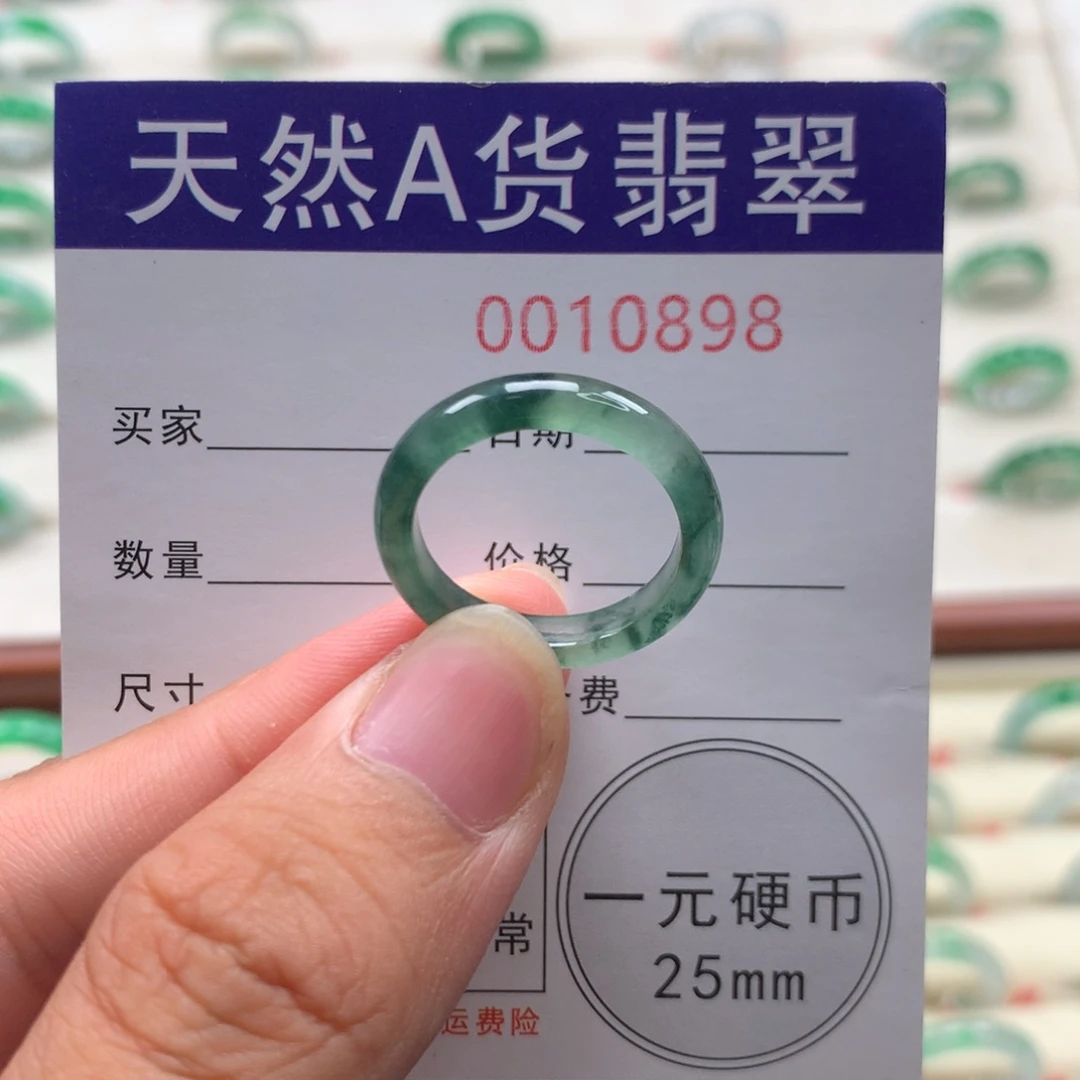 天然A货翡翠
0010898
买家 日期
数量 价格
尺寸 费
常
一元硬币
25mm
运费险